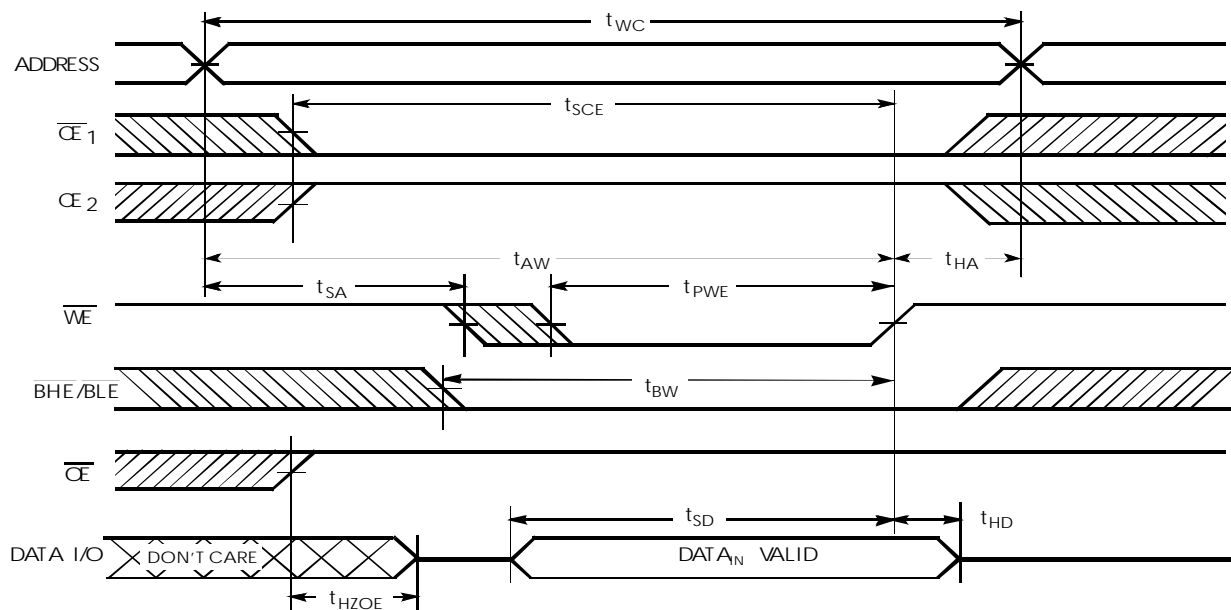 tWC
ADDRESS
tSCE
CE1
CE2
tAW
tHA
tSA
tPWE
WE
BHE/BLE
tBW
OE
tSD
tHD
DATA I/O
DON'T CARE
DATAIN VALID
tHZOE